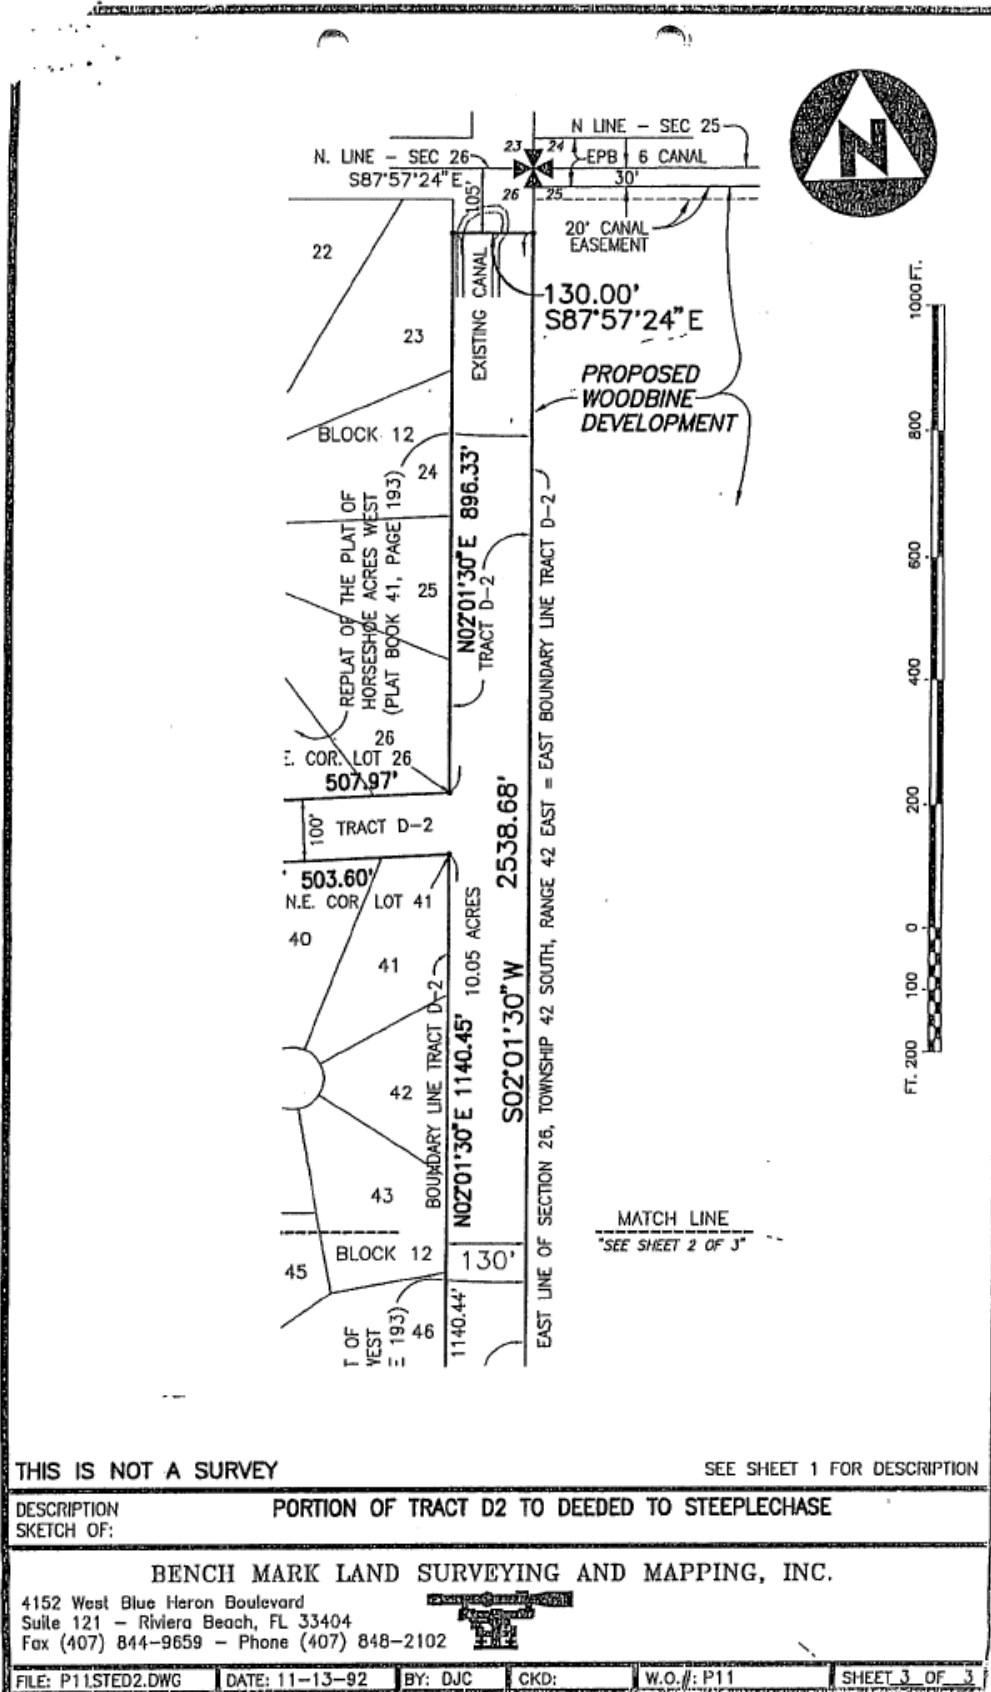 N LINE - SEC 25
23 24
N. LINE - SEC 26
EPB 6 CANAL
S87°57'24"E
30'
26 25
105'
20' CANAL
EASEMENT
22
EXISTING CANAL
130.00'
S87°57'24"E
23
PROPOSED
WOODBINE
DEVELOPMENT
BLOCK 12
24
N02°01'30"E 896.33'
TRACT D-2
REPLAT OF THE PLAT OF
HORSESHOE ACRES WEST
(PLAT BOOK 41, PAGE 193)
25
26
E. COR. LOT 26
507.97'
100'
TRACT D-2
2538.68'
S02°01'30"W
EAST LINE OF SECTION 26, TOWNSHIP 42 SOUTH, RANGE 42 EAST = EAST BOUNDARY LINE TRACT D-2
' 503.60'
N.E. COR. LOT 41
40
41
10.05 ACRES
BOUNDARY LINE TRACT D-2
N02°01'30"E 1140.45'
42
43
MATCH LINE
"SEE SHEET 2 OF 3"
BLOCK 12
130'
45
46
1140.44'
T OF
WEST
E 193)
1000 FT.
800
600
400
200
0
100
FT. 200
THIS IS NOT A SURVEY
SEE SHEET 1 FOR DESCRIPTION
DESCRIPTION
SKETCH OF:
PORTION OF TRACT D2 TO DEEDED TO STEEPLECHASE
BENCH MARK LAND SURVEYING AND MAPPING, INC.
4152 West Blue Heron Boulevard
Suite 121 - Riviera Beach, FL 33404
Fax (407) 844-9659 - Phone (407) 848-2102
FILE: P11STED2.DWG DATE: 11-13-92 BY: DJC CKD: W.O.#: P11 SHEET 3 OF 3
N